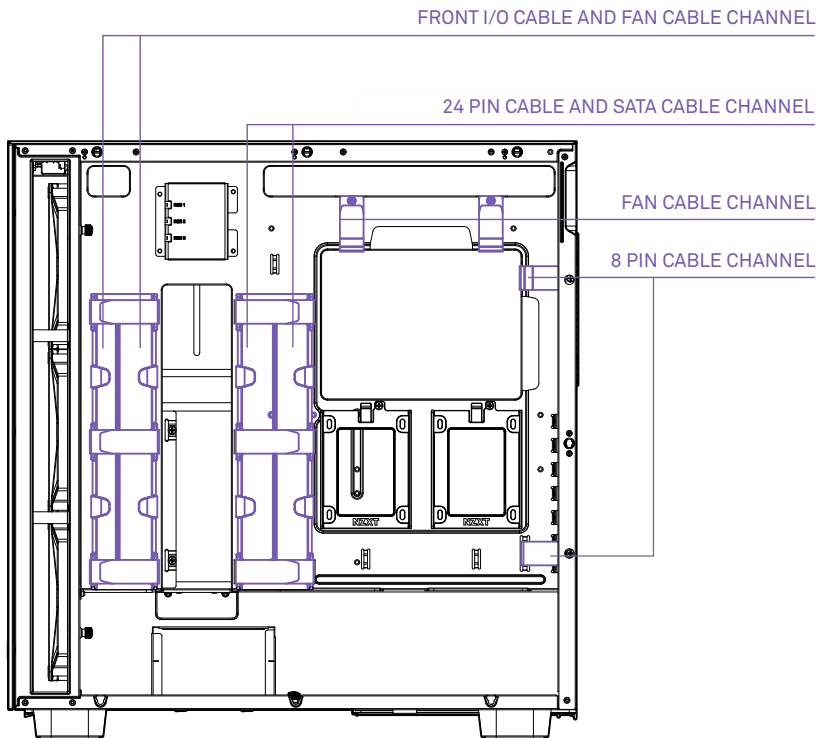 FRONT I/O CABLE AND FAN CABLE CHANNEL
24 PIN CABLE AND SATA CABLE CHANNEL
FAN CABLE CHANNEL
8 PIN CABLE CHANNEL
NZXT
NZXT